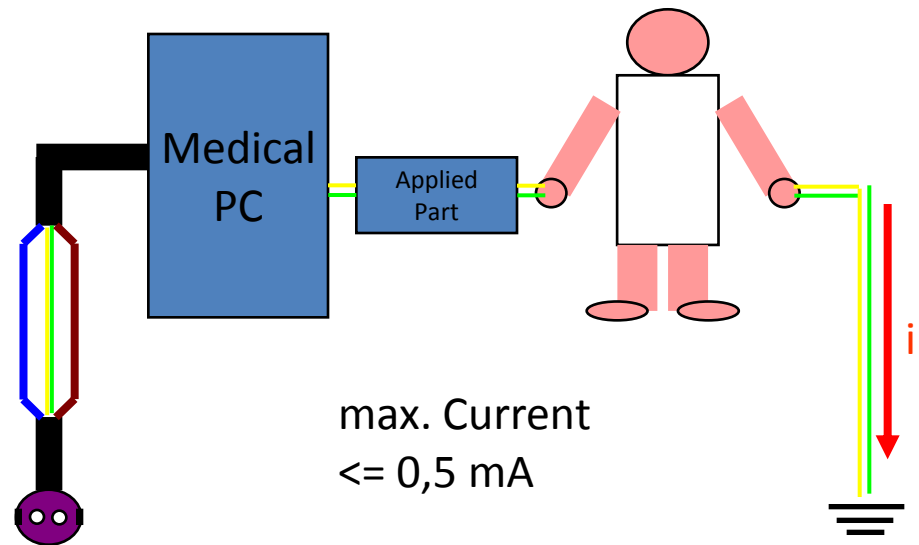 Medical
PC
Applied
Part
i
max. Current
<= 0,5 mA